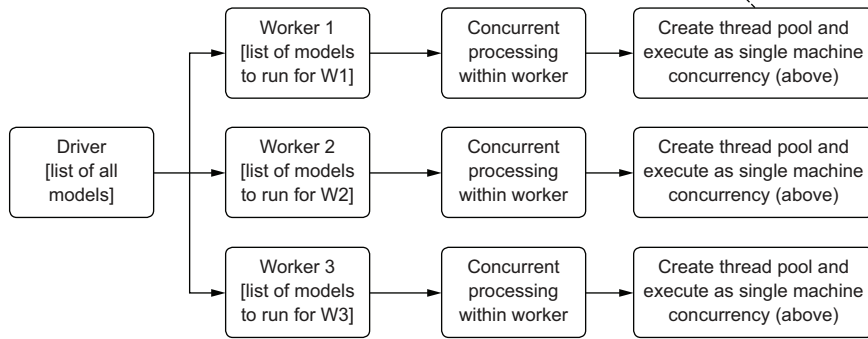 Worker 1
[list of models
to run for W1]
Concurrent
processing
within worker
Create thread pool and
execute as single machine
concurrency (above)
Driver
[list of all
models]
Worker 2
[list of models
to run for W2]
Concurrent
processing
within worker
Create thread pool and
execute as single machine
concurrency (above)
Worker 3
[list of models
to run for W3]
Concurrent
processing
within worker
Create thread pool and
execute as single machine
concurrency (above)